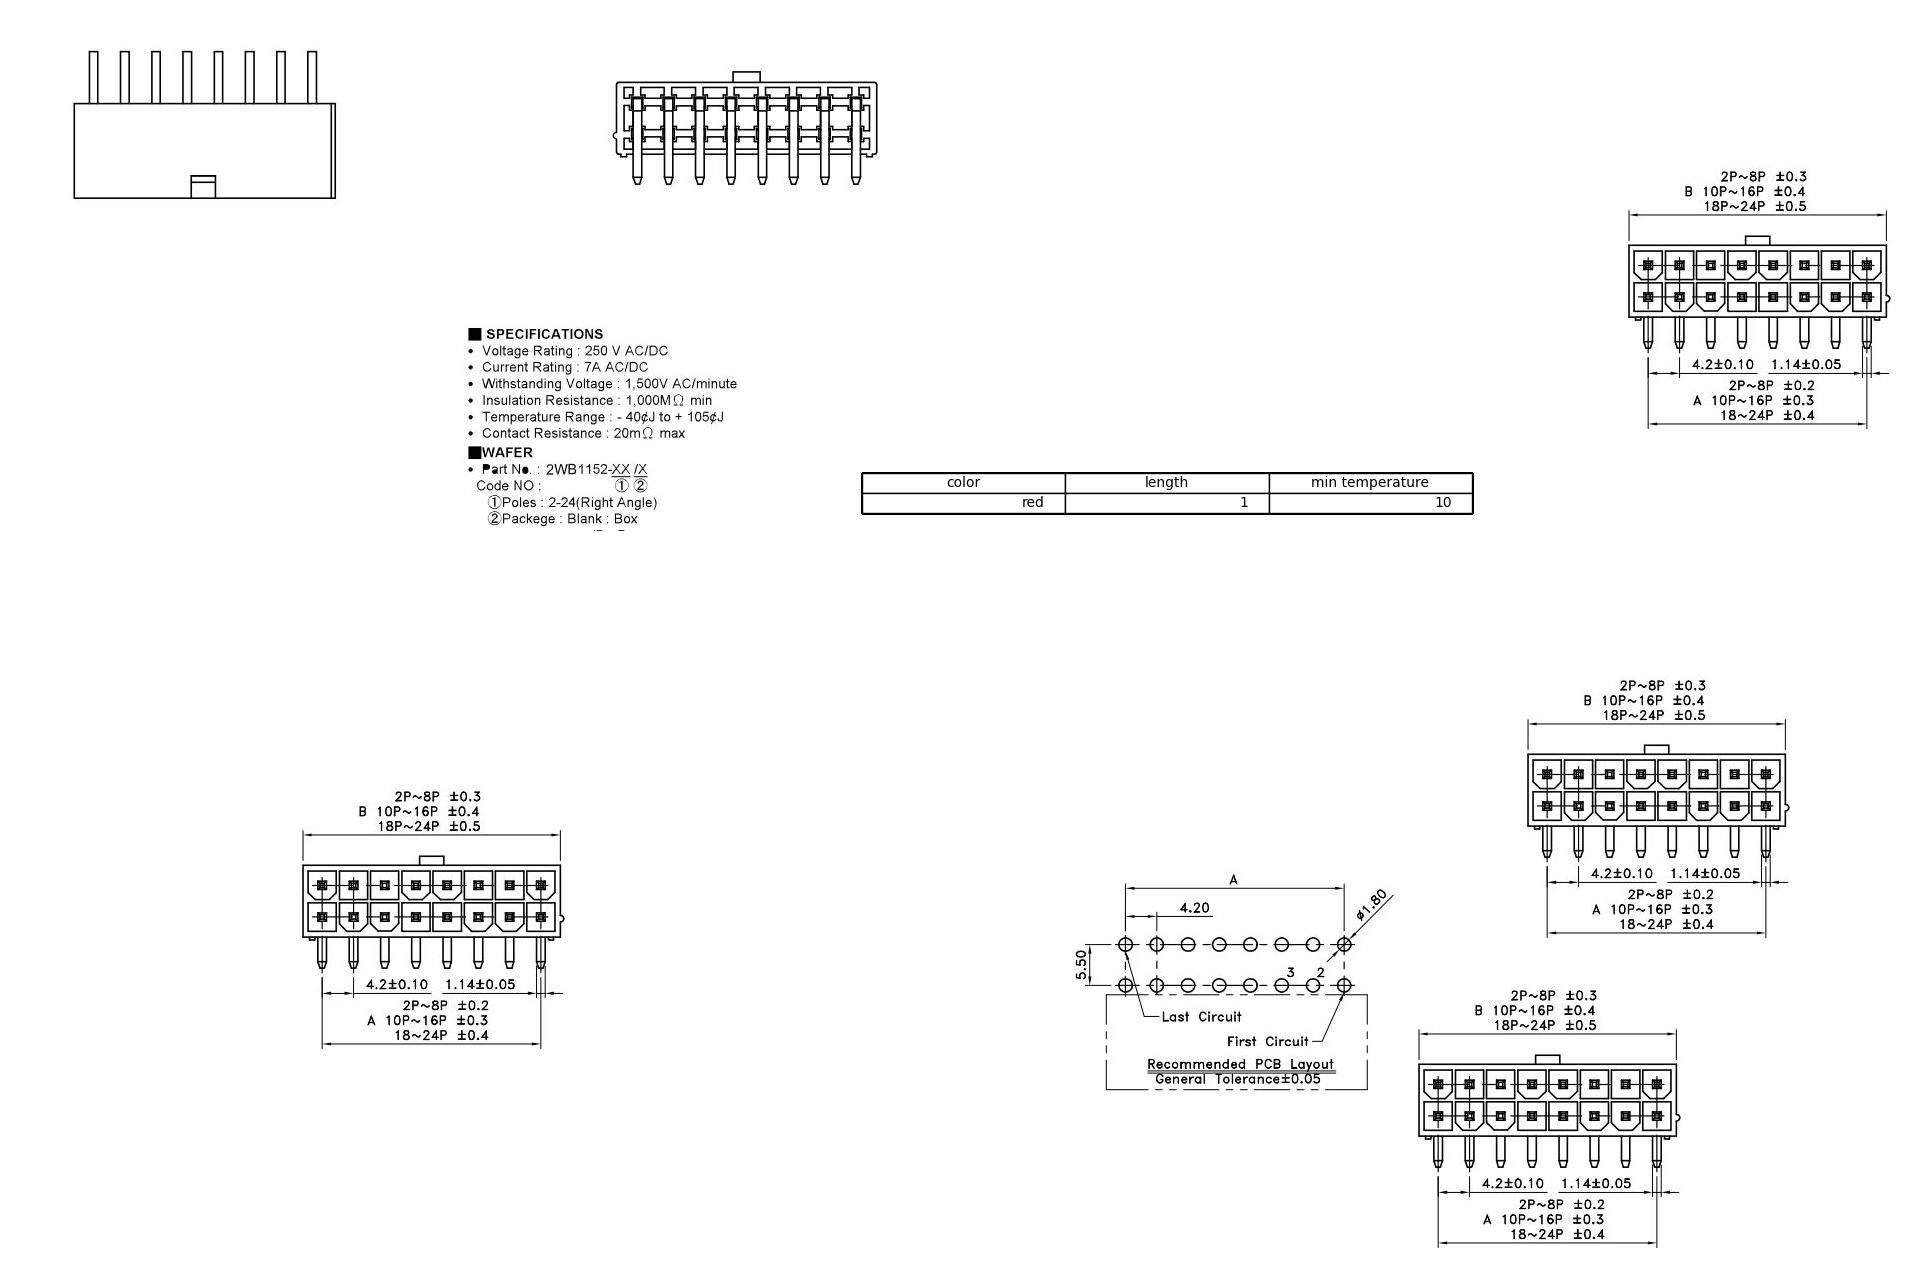 2P~8P ±0.3
B 10P~16P ±0.4
18P~24P ±0.5
4.2±0.10 1.14±0.05
2P~8P ±0.2
A 10P~16P ±0.3
18~24P ±0.4
■ SPECIFICATIONS
• Voltage Rating : 250 V AC/DC
• Current Rating : 7A AC/DC
• Withstanding Voltage : 1,500V AC/minute
• Insulation Resistance : 1,000MΩ min
• Temperature Range : - 40¢J to + 105¢J
• Contact Resistance : 20mΩ max
■WAFER
• Part No. : 2WB1152-XX /X
Code NO : ① ②
①Poles : 2-24(Right Angle)
②Packege : Blank : Box
color length min temperature
red 1 10
2P~8P ±0.3
B 10P~16P ±0.4
18P~24P ±0.5
4.2±0.10 1.14±0.05
2P~8P ±0.2
A 10P~16P ±0.3
18~24P ±0.4
2P~8P ±0.3
B 10P~16P ±0.4
18P~24P ±0.5
4.2±0.10 1.14±0.05
2P~8P ±0.2
A 10P~16P ±0.3
18~24P ±0.4
A
4.20
ø1.80
5.50
3 2
Last Circuit
First Circuit
Recommended PCB Layout
General Tolerance±0.05
2P~8P ±0.3
B 10P~16P ±0.4
18P~24P ±0.5
4.2±0.10 1.14±0.05
2P~8P ±0.2
A 10P~16P ±0.3
18~24P ±0.4